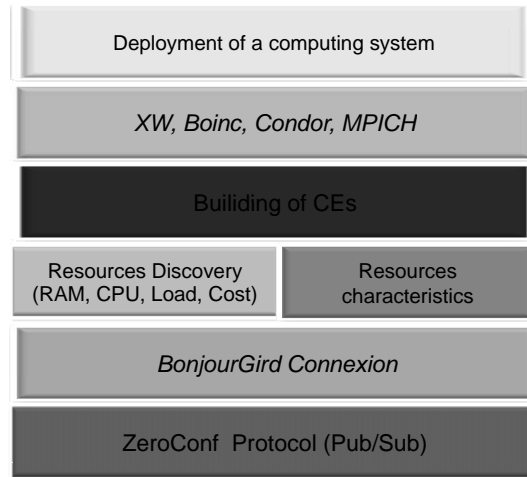 Deployment of a computing system
XW, Boinc, Condor, MPICH
Builiding of CEs
Resources Discovery
(RAM, CPU, Load, Cost)
Resources
characteristics
BonjourGird Connexion
ZeroConf Protocol (Pub/Sub)